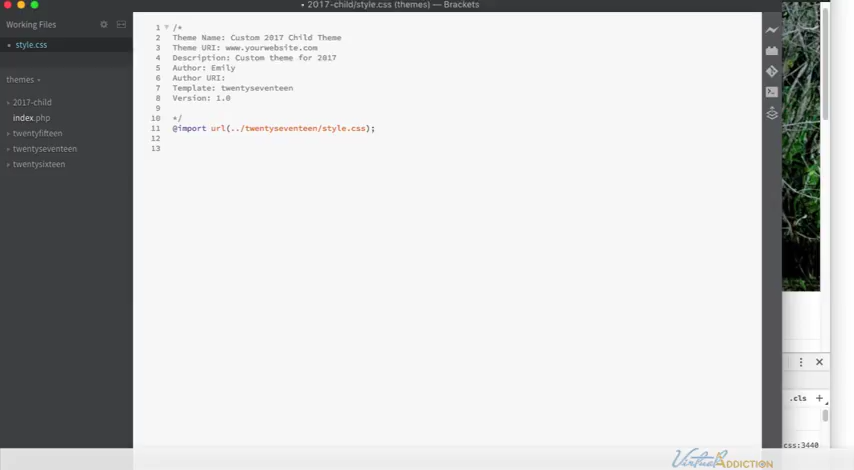 • 2017-child/style.css (themes) — Brackets
Working Files
• style.css
themes
2017-child
index.php
twentyfifteen
twentyseventeen
twentysixteen
1 /*
2 Theme Name: Custom 2017 Child Theme
3 Theme URI: www.yourwebsite.com
4 Description: Custom theme for 2017
5 Author: Emily
6 Author URI:
7 Template: twentyseventeen
8 Version: 1.0
9
10 */
11 @import url(../twentyseventeen/style.css);
12
13
.cls +
css:3440
Virtual ADDICTION